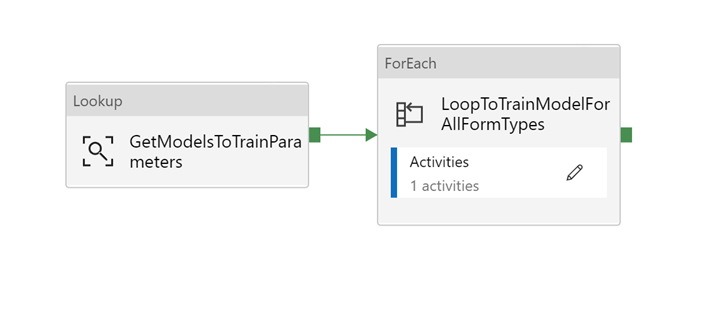 Lookup
GetModelsToTrainPara
meters
ForEach
LoopToTrainModelFor
AllFormTypes
Activities
1 activities